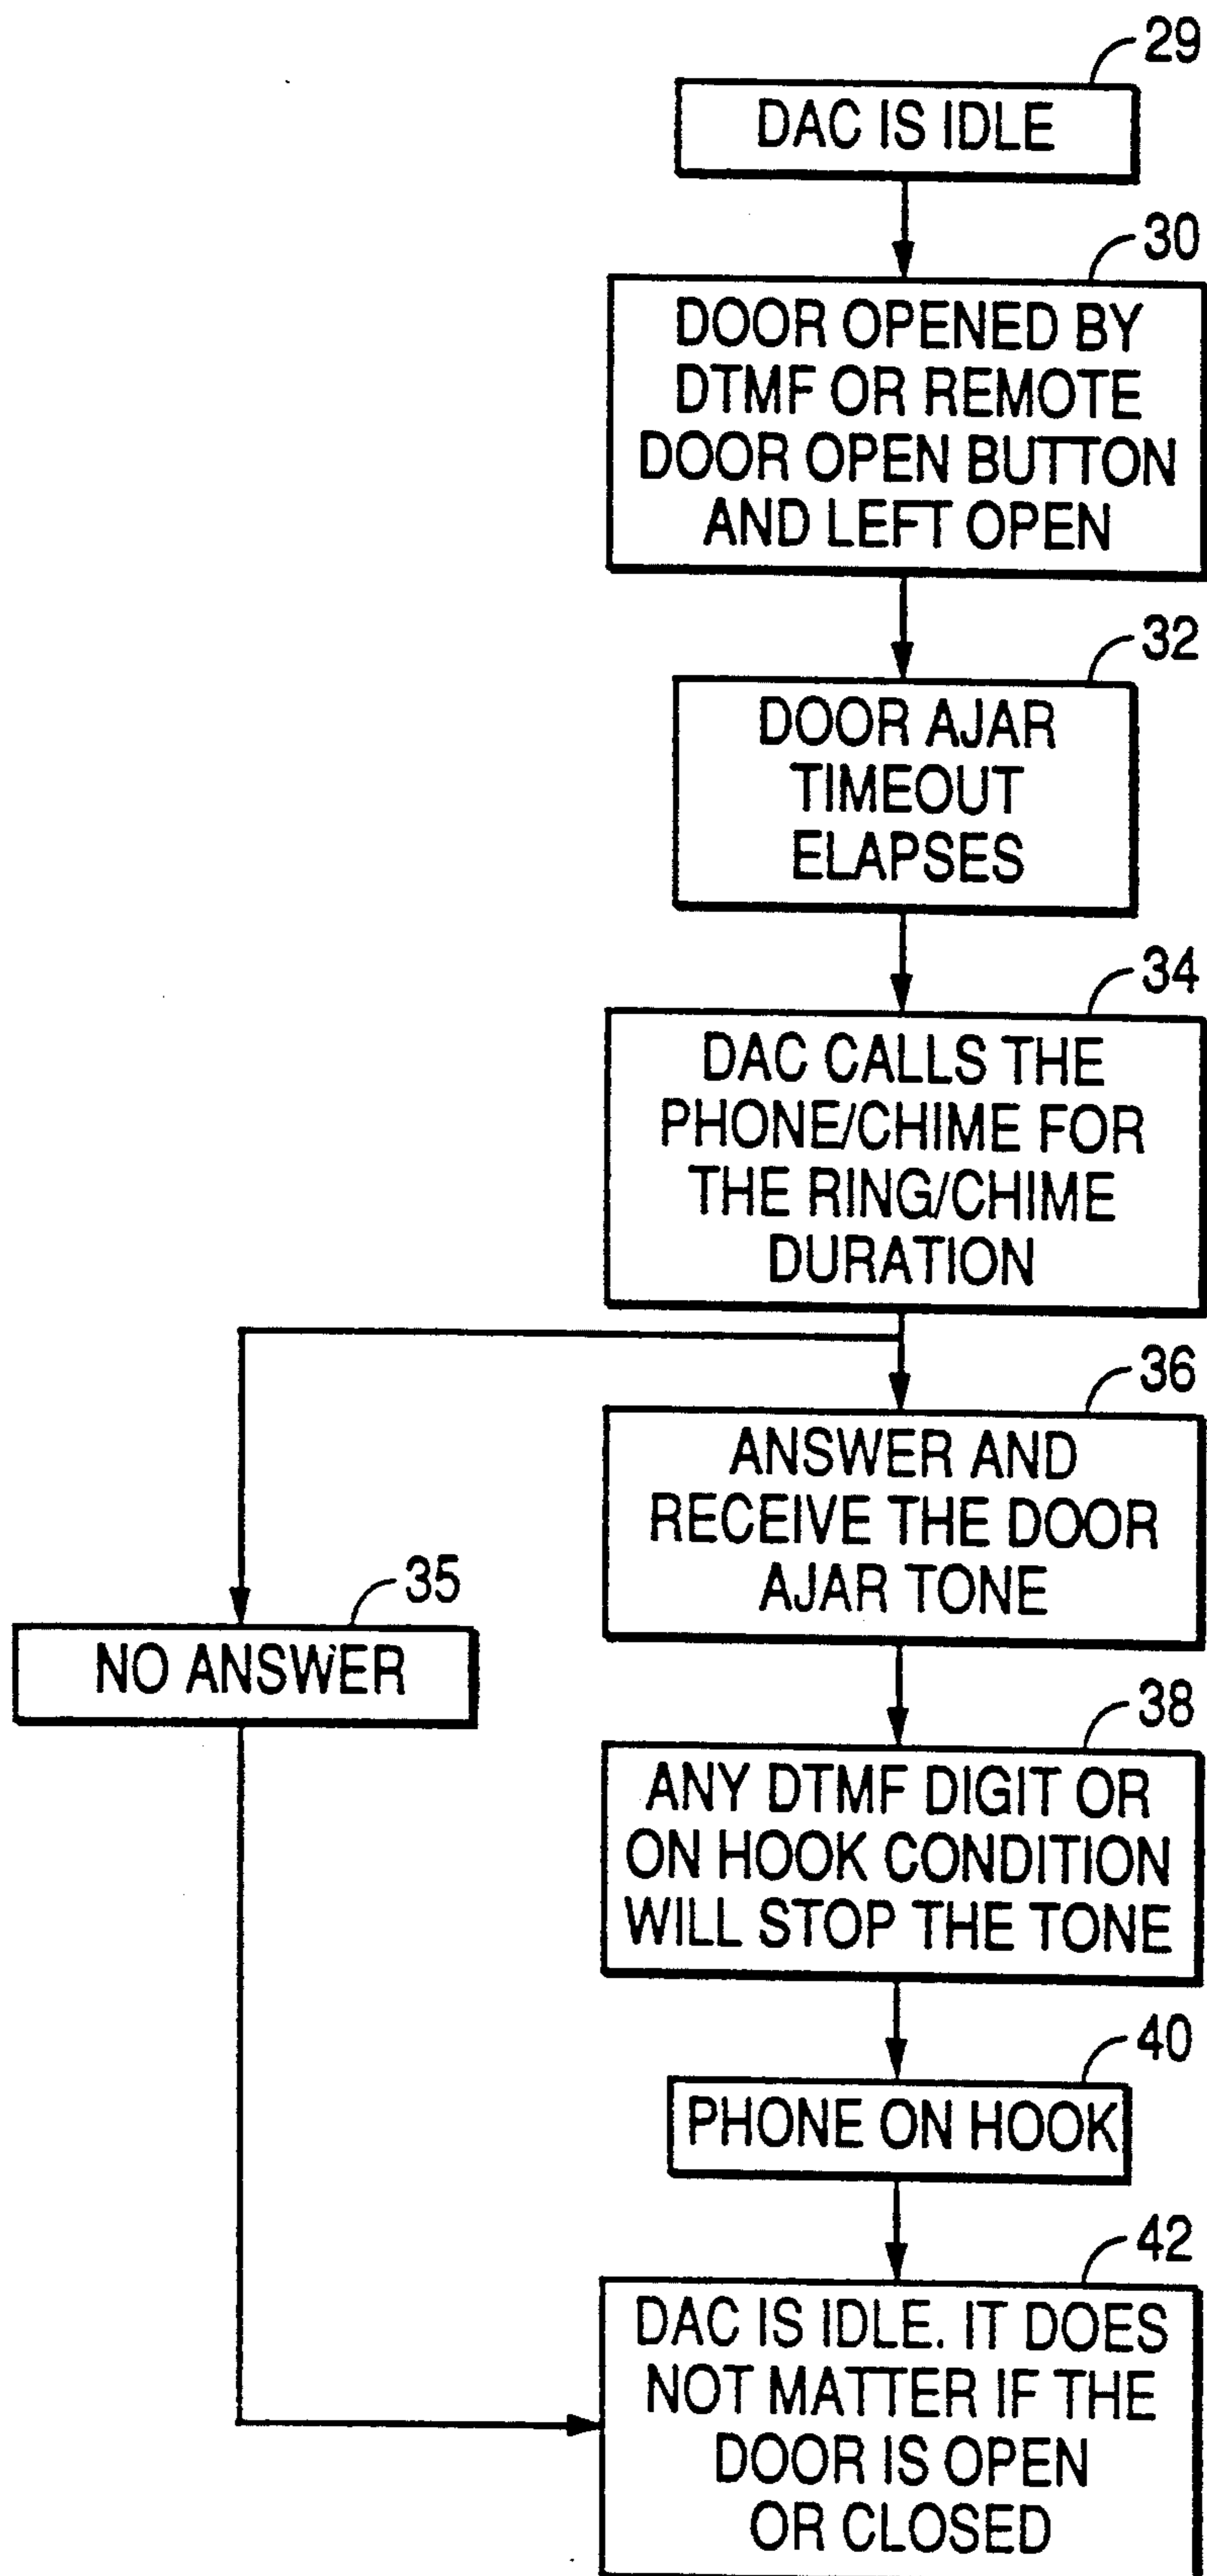 29
DAC IS IDLE
30
DOOR OPENED BY
DTMF OR REMOTE
DOOR OPEN BUTTON
AND LEFT OPEN
32
DOOR AJAR
TIMEOUT
ELAPSES
34
DAC CALLS THE
PHONE/CHIME FOR
THE RING/CHIME
DURATION
36
ANSWER AND
RECEIVE THE DOOR
AJAR TONE
35
NO ANSWER
38
ANY DTMF DIGIT OR
ON HOOK CONDITION
WILL STOP THE TONE
40
PHONE ON HOOK
42
DAC IS IDLE. IT DOES
NOT MATTER IF THE
DOOR IS OPEN
OR CLOSED